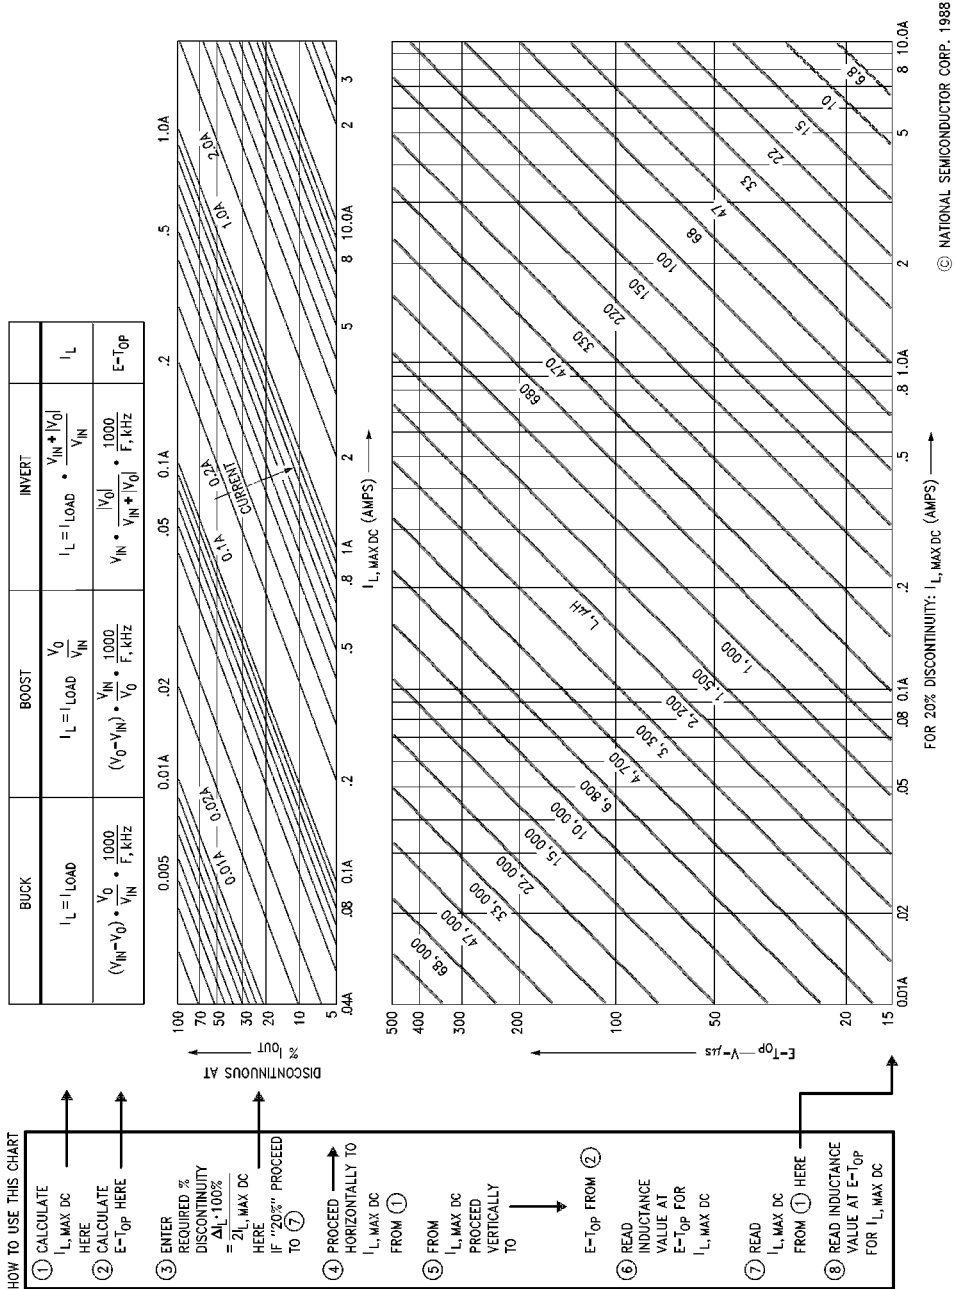 HOW TO USE THIS CHART
① CALCULATE
I_L, MAX DC
HERE
② CALCULATE
E-T_OP HERE
③ ENTER
REQUIRED %
DISCONTINUITY
= ΔI_L · 100% / 2I_L, MAX DC
HERE
IF "20%" PROCEED
TO ⑦
④ PROCEED
HORIZONTALLY TO
I_L, MAX DC
FROM ①
⑤ FROM
I_L, MAX DC
PROCEED
VERTICALLY
TO
E-T_OP FROM ②
⑥ READ
INDUCTANCE
VALUE AT
E-T_OP FOR
I_L, MAX DC
⑦ READ
I_L, MAX DC
FROM ① HERE
⑧ READ INDUCTANCE
VALUE AT E-T_OP
FOR I_L, MAX DC
BUCK BOOST INVERT
I_L = I_LOAD I_L = I_LOAD V_O / V_IN I_L = I_LOAD • V_IN + |V_O| / V_IN I_L
(V_IN-V_O) • V_O / V_IN • 1000 / F, kHz (V_O-V_IN) • V_IN / V_O • 1000 / F, kHz V_IN • |V_O| / V_IN + |V_O| • 1000 / F, kHz E-T_OP
0.005 0.01A .02 .05 0.1A .2 .5 1.0A
DISCONTINUOUS AT
% I_OUT
100
70
50
30
20
10
5
0.01A
0.02A
0.1A
0.2A
CURRENT
1.0A
2.0A
.04A .08 0.1A .2 .5 .8 1A 2 5 8 10.0A 2 3
I_L, MAX DC (AMPS)
E-T_OP—V-μs
500
400
300
200
100
50
20
15
68,000
47,000
33,000
22,000
15,000
10,000
6,800
4,700
3,300
2,200
1,500
1,000
L, μH
680
470
330
220
150
100
68
47
33
22
15
10
6.8
0.01A .02 .05 .08 0.1A .2 .5 .8 1.0A 2 5 8 10.0A
FOR 20% DISCONTINUITY: I_L, MAX DC (AMPS)
© NATIONAL SEMICONDUCTOR CORP. 1988